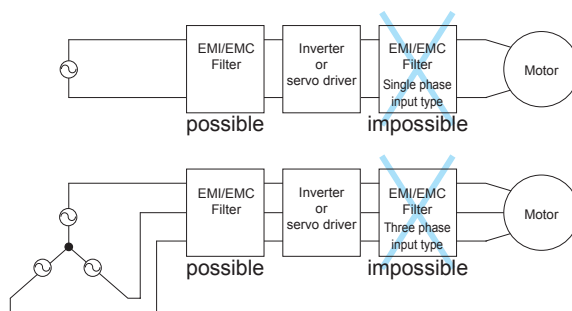 EMI/EMC
Filter
Inverter
or
servo driver
EMI/EMC
Filter
Single phase
input type
Motor
possible
impossible
EMI/EMC
Filter
Inverter
or
servo driver
EMI/EMC
Filter
Three phase
input type
Motor
possible
impossible